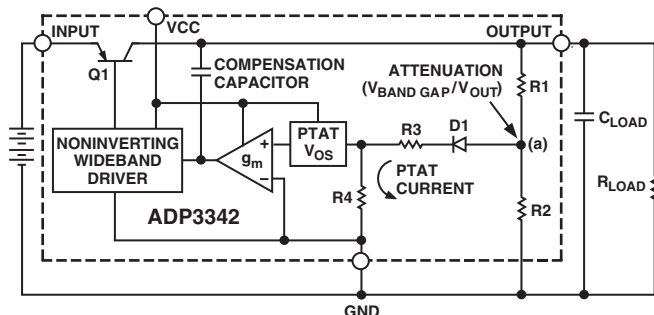 INPUT
VCC
OUTPUT
Q1
COMPENSATION
CAPACITOR
ATTENUATION
(VBAND GAP/VOUT)
R1
CLOAD
NONINVERTING
WIDEBAND
DRIVER
gm
+
−
PTAT
VOS
R3
D1
(a)
PTAT
CURRENT
R4
R2
RLOAD
ADP3342
GND